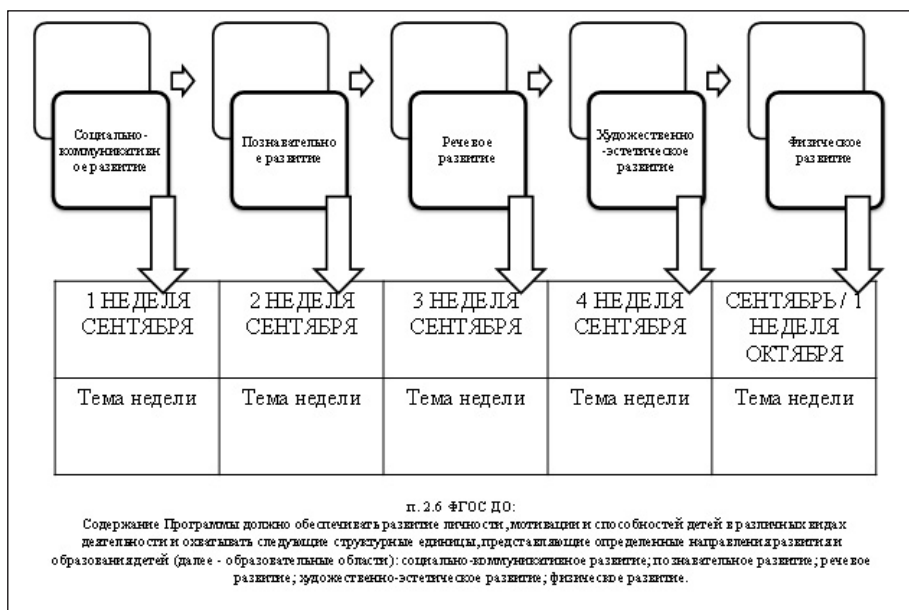 Социально-
коммуникативн
ое развитие
Познавательно
е развитие
Речевое
развитие
Художественно
-эстетическое
развитие
Физическое
развитие
1 НЕДЕЛЯ
СЕНТЯБРЯ
2 НЕДЕЛЯ
СЕНТЯБРЯ
3 НЕДЕЛЯ
СЕНТЯБРЯ
4 НЕДЕЛЯ
СЕНТЯБРЯ
СЕНТЯБРЬ / 1
НЕДЕЛЯ
ОКТЯБРЯ
Тема недели
Тема недели
Тема недели
Тема недели
Тема недели
п. 2.6 ФГОС ДО:
Содержание Программы должно обеспечивать развитие личности, мотивации и способностей детей в различных видах
деятельности и охватывать следующие структурные единицы, представляющие определенные направления развития и
образования детей (далее - образовательные области): социально-коммуникативное развитие; познавательное развитие; речевое
развитие; художественно-эстетическое развитие; физическое развитие.